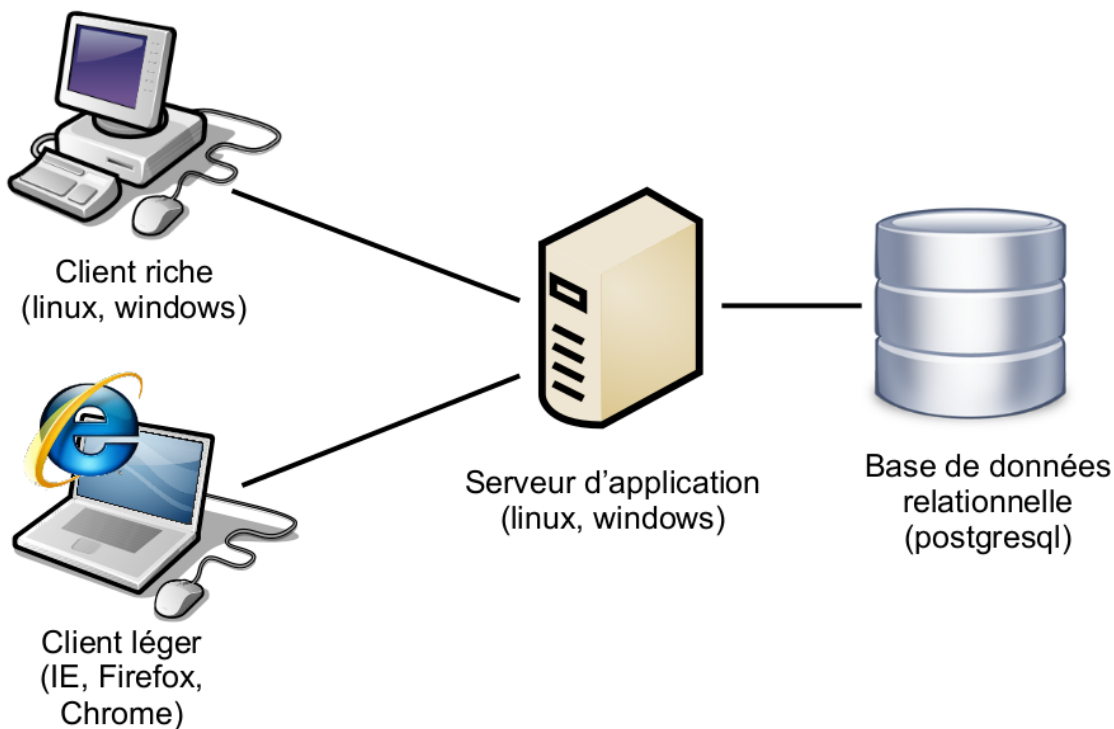 Client riche
(linux, windows)
Serveur d'application
(linux, windows)
Base de données
relationnelle
(postgresql)
Client léger
(IE, Firefox,
Chrome)